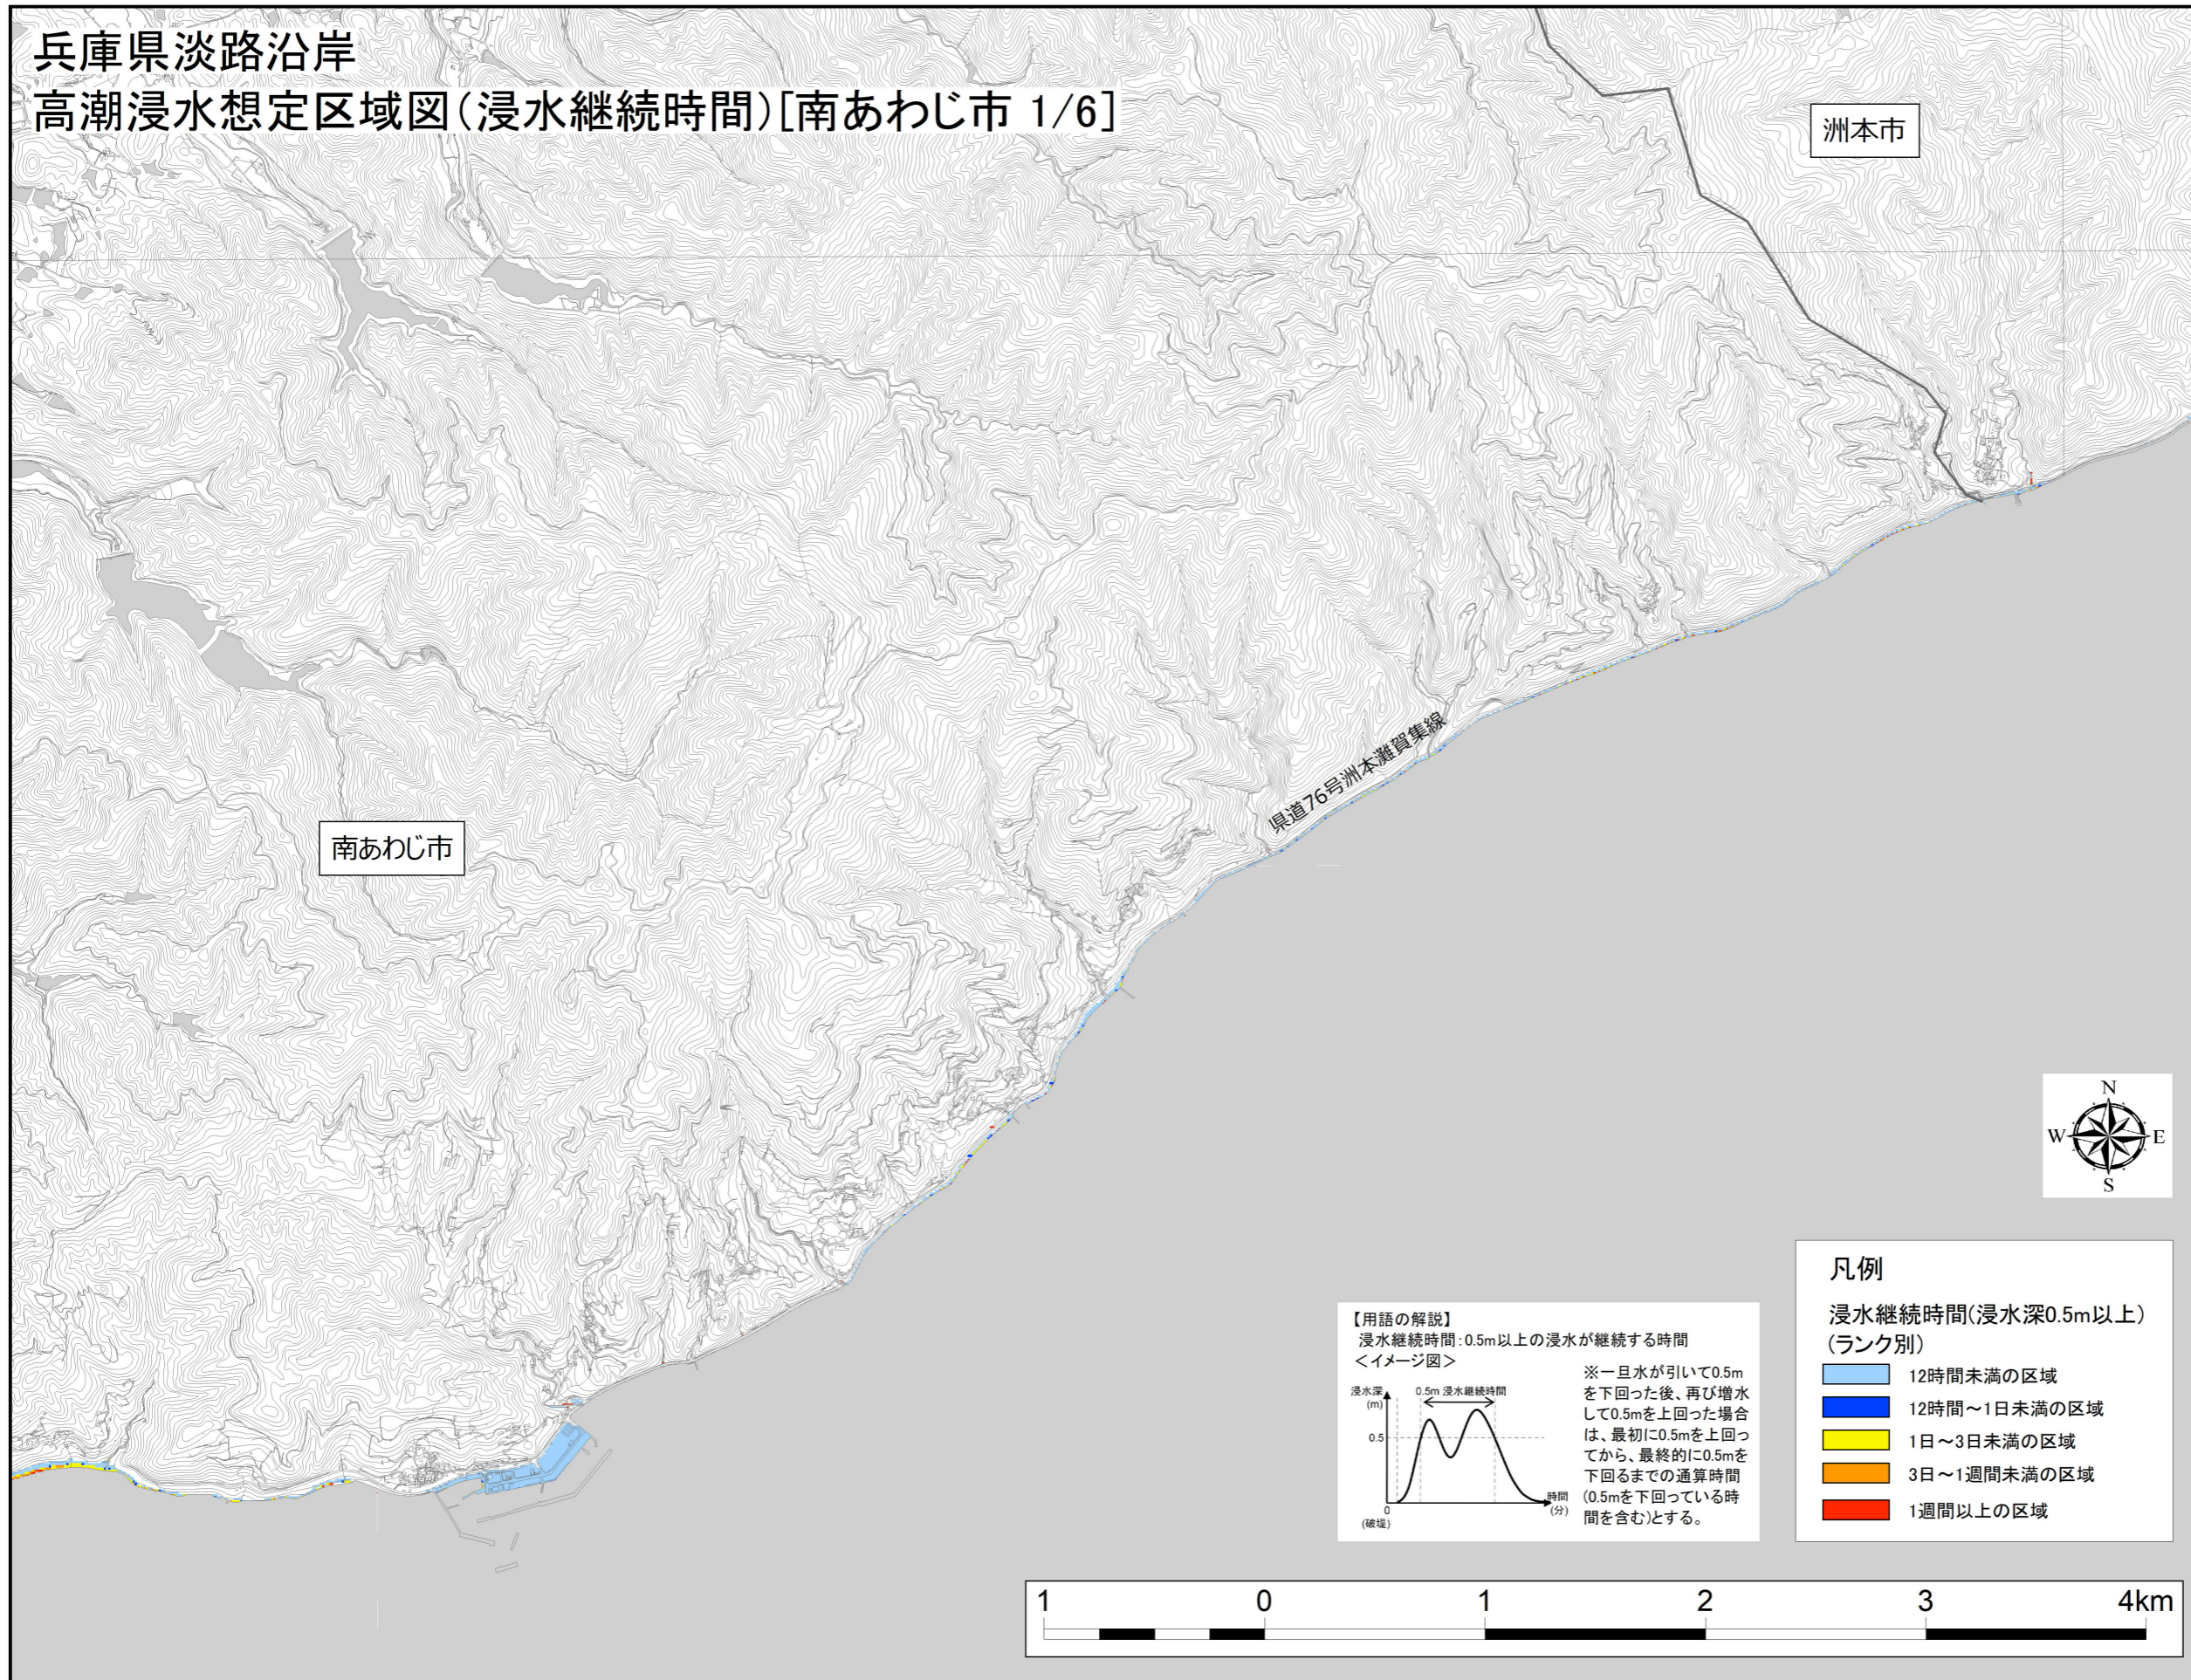 兵庫県淡路沿岸
高潮浸水想定区域図(浸水継続時間)[南あわじ市 1/6]
洲本市
県道76号洲本灘賀集線
南あわじ市
N
W
E
S
【用語の解説】
浸水継続時間:0.5m以上の浸水が継続する時間
<イメージ図>
浸水深
(m)
0.5m 浸水継続時間
0.5
0
(破堤)
時間
(分)
※一旦水が引いて0.5m
を下回った後、再び増水
して0.5mを上回った場合
は、最初に0.5mを上回っ
てから、最終的に0.5mを
下回るまでの通算時間
(0.5mを下回っている時
間を含む)とする。
凡例
浸水継続時間(浸水深0.5m以上)
(ランク別)
12時間未満の区域
12時間～1日未満の区域
1日～3日未満の区域
3日～1週間未満の区域
1週間以上の区域
1 0 1 2 3 4km